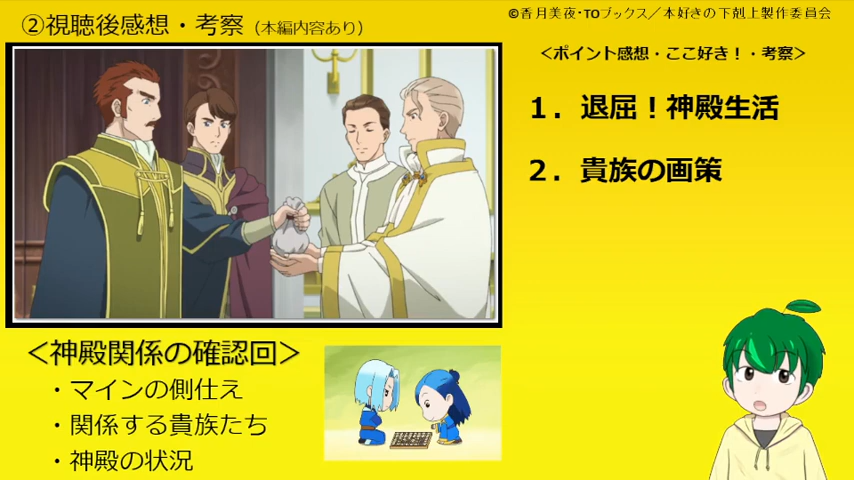 ②視聴後感想・考察（本編内容あり）
©香月美夜・TOブックス／本好きの下剋上製作委員会
＜ポイント感想・ここ好き！・考察＞
１．退屈！神殿生活
２．貴族の画策
＜神殿関係の確認回＞
・マインの側仕え
・関係する貴族たち
・神殿の状況